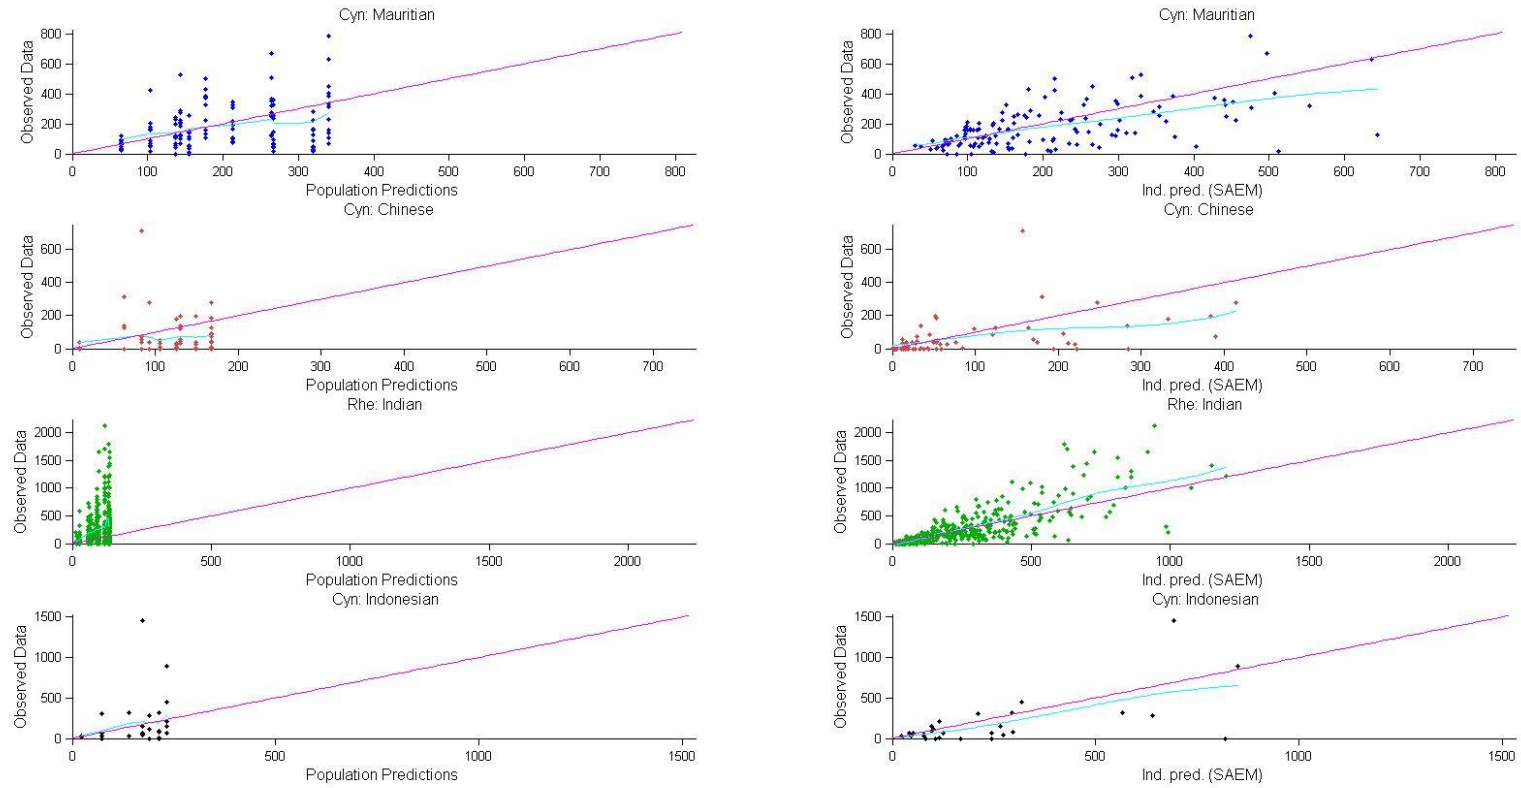 Cyn: Mauritian
Cyn: Mauritian
800
600
400
200
0
Observed Data
0 100 200 300 400 500 600 700 800
Population Predictions
800
600
400
200
0
Observed Data
0 100 200 300 400 500 600 700 800
Ind. pred. (SAEM)
Cyn: Chinese
Cyn: Chinese
600
400
200
0
Observed Data
0 100 200 300 400 500 600 700
Population Predictions
600
400
200
0
Observed Data
0 100 200 300 400 500 600 700
Ind. pred. (SAEM)
Rhe: Indian
Rhe: Indian
2000
1500
1000
500
0
Observed Data
0 500 1000 1500 2000
Population Predictions
2000
1500
1000
500
0
Observed Data
0 500 1000 1500 2000
Ind. pred. (SAEM)
Cyn: Indonesian
Cyn: Indonesian
1500
1000
500
0
Observed Data
0 500 1000 1500
Population Predictions
1500
1000
500
0
Observed Data
0 500 1000 1500
Ind. pred. (SAEM)